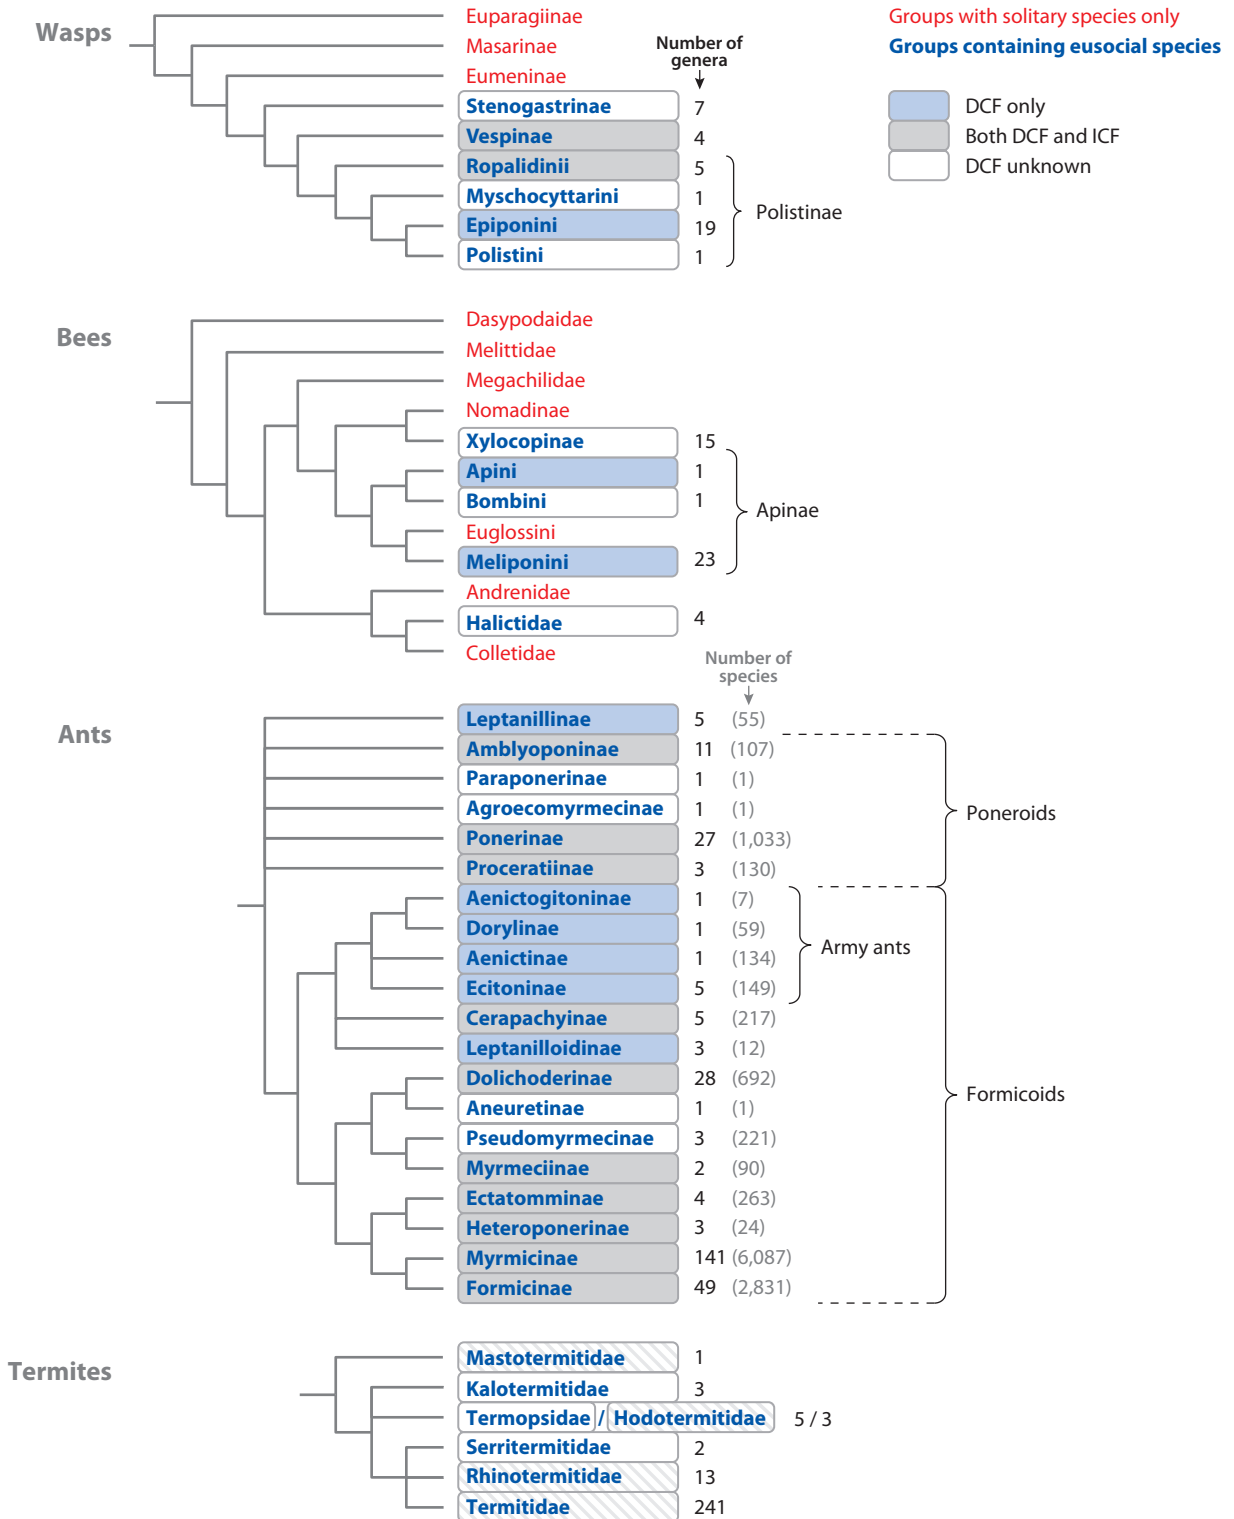 Wasps
Euparagiinae
Masarinae
Eumeninae
Number of
genera
Stenogastrinae 7
Vespinae 4
Ropalidinii 5
Myschocyttarini 1
Epiponini 19
Polistini 1
Polistinae
Groups with solitary species only
Groups containing eusocial species
DCF only
Both DCF and ICF
DCF unknown
Bees
Dasypodaidae
Melittidae
Megachilidae
Nomadinae
Xylocopinae 15
Apini 1
Bombini 1
Euglossini
Meliponini 23
Apinae
Andrenidae
Halictidae 4
Colletidae
Number of
species
Ants
Leptanillinae 5 (55)
Amblyoponinae 11 (107)
Paraponerinae 1 (1)
Agroecomyrmecinae 1 (1)
Ponerinae 27 (1,033)
Proceratiinae 3 (130)
Poneroids
Aenictogitoninae 1 (7)
Dorylinae 1 (59)
Aenictinae 1 (134)
Ecitoninae 5 (149)
Army ants
Cerapachyinae 5 (217)
Leptanilloidinae 3 (12)
Dolichoderinae 28 (692)
Aneuretinae 1 (1)
Pseudomyrmecinae 3 (221)
Myrmeciinae 2 (90)
Ectatomminae 4 (263)
Heteroponerinae 3 (24)
Myrmicinae 141 (6,087)
Formicinae 49 (2,831)
Formicoids
Termites
Mastotermitidae 1
Kalotermitidae 3
Termopsidae / Hodotermitidae 5 / 3
Serritermitidae 2
Rhinotermitidae 13
Termitidae 241